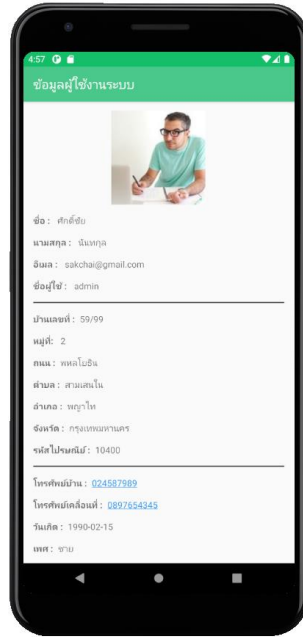 4:57
ข้อมูลผู้ใช้งานระบบ
ชื่อ : ศักดิ์ชัย
นามสกุล : นันทกุล
อีเมล : sakchai@gmail.com
ชื่อผู้ใช้ : admin
บ้านเลขที่ : 59/99
หมู่ที่: 2
ถนน : พหลโยธิน
ตำบล : สามเสนใน
อำเภอ : พญาไท
จังหวัด : กรุงเทพมหานคร
รหัสไปรษณีย์ : 10400
โทรศัพท์บ้าน : 024587989
โทรศัพท์เคลื่อนที่ : 0897654345
วันเกิด : 1990-02-15
เพศ : ชาย